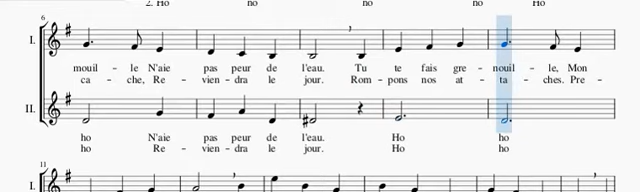 2. Ho no no Ho
6
I.
mouil - le N'aie pas peur de l'eau. Tu te fais gre - nouil - le, Mon
ca - che, Re - vien - dra le jour. Rom - pons nos at - ta - ches. Pre -
II.
ho N'aie pas peur de l'eau. Ho ho
ho Re - vien - dra le jour. Ho ho
11
I.